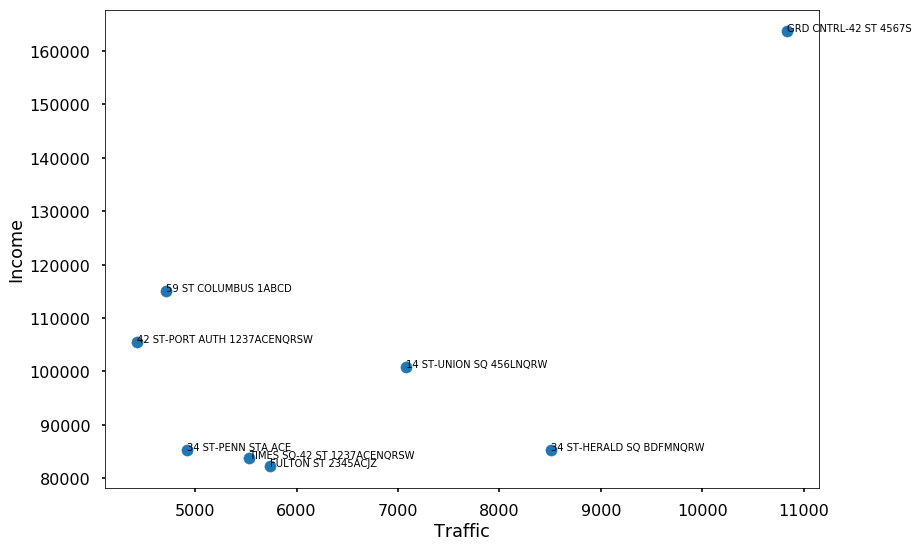 GRD CNTRL-42 ST 4567S
160000
150000
140000
130000
120000
110000
100000
90000
80000
Income
59 ST COLUMBUS 1ABCD
42 ST-PORT AUTH 1237ACENQRSW
14 ST-UNION SQ 456LNQRW
34 ST-PENN STA ACE
34 ST-HERALD SQ BDFMNQRW
TIMES SQ-42 ST 1237ACENQRSW
FULTON ST 2345ACJZ
5000 6000 7000 8000 9000 10000 11000
Traffic